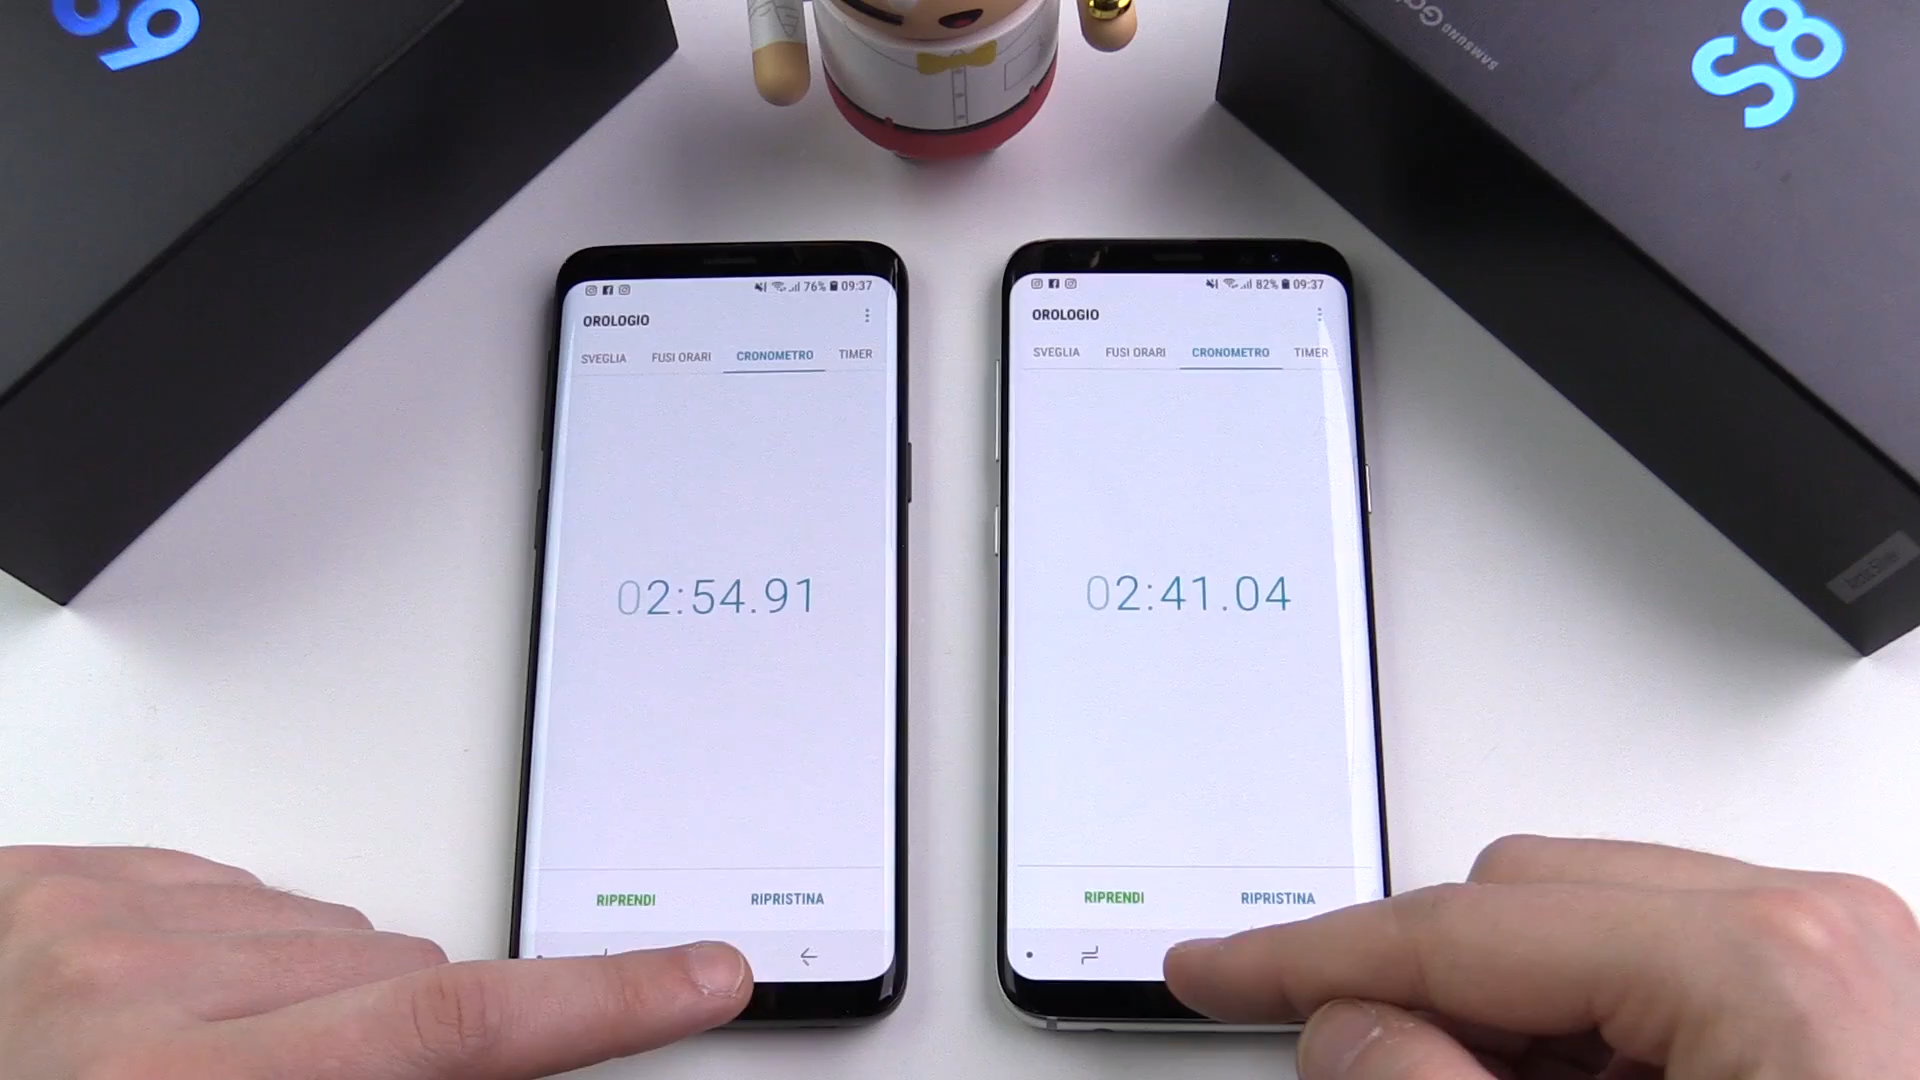 S9
SAMSUNG
S8
76% 09:37
OROLOGIO
SVEGLIA FUSI ORARI CRONOMETRO TIMER
02:54.91
RIPRENDI RIPRISTINA
82% 09:37
OROLOGIO
SVEGLIA FUSI ORARI CRONOMETRO TIMER
02:41.04
RIPRENDI RIPRISTINA